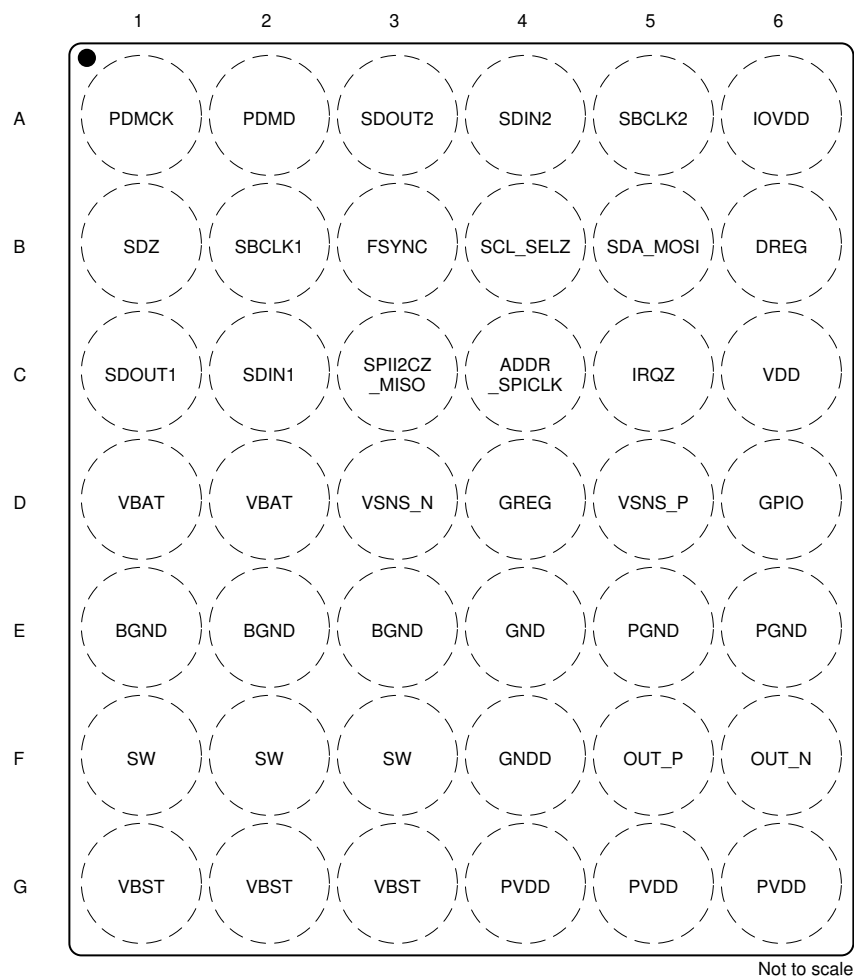 1 2 3 4 5 6
A PDMCK PDMD SDOUT2 SDIN2 SBCLK2 IOVDD
B SDZ SBCLK1 FSYNC SCL_SELZ SDA_MOSI DREG
C SDOUT1 SDIN1 SPII2CZ _MISO ADDR _SPICLK IRQZ VDD
D VBAT VBAT VSNS_N GREG VSNS_P GPIO
E BGND BGND BGND GND PGND PGND
F SW SW SW GNDD OUT_P OUT_N
G VBST VBST VBST PVDD PVDD PVDD
Not to scale